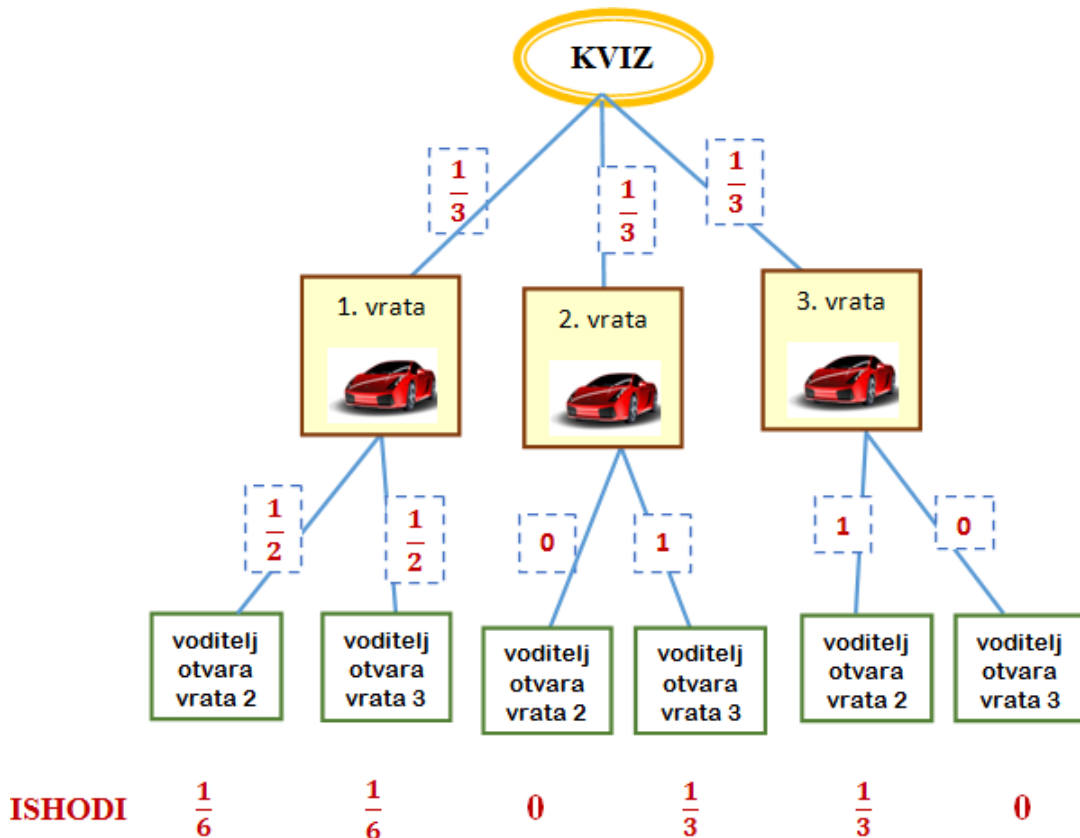 KVIZ
1/3
1/3
1/3
1. vrata
2. vrata
3. vrata
1/2
1/2
0
1
1
0
voditelj
otvara
vrata 2
voditelj
otvara
vrata 3
voditelj
otvara
vrata 2
voditelj
otvara
vrata 3
voditelj
otvara
vrata 2
voditelj
otvara
vrata 3
ISHODI 1/6 1/6 0 1/3 1/3 0